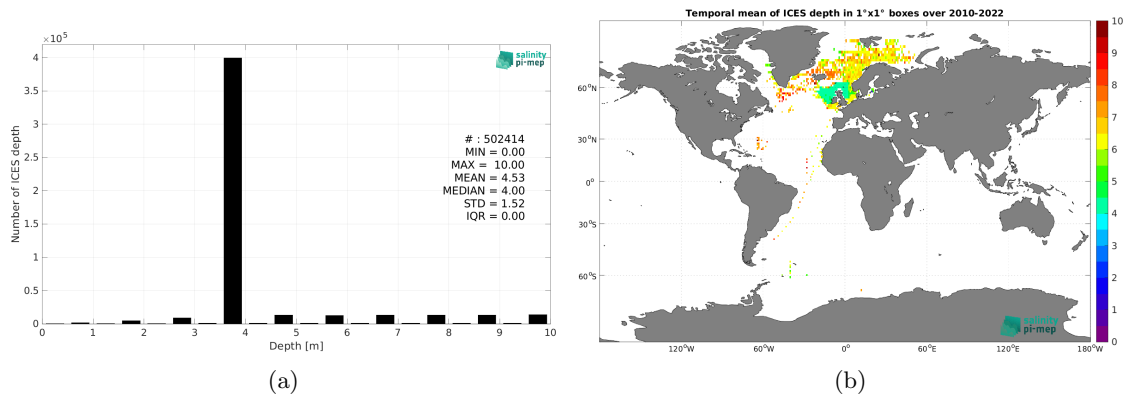 ×10⁵
4
3.5
3
2.5
2
1.5
1
0.5
0
Number of ICES depth
salinity
pi-mep
# : 502414
MIN = 0.00
MAX = 10.00
MEAN = 4.53
MEDIAN = 4.00
STD = 1.52
IQR = 0.00
0 1 2 3 4 5 6 7 8 9 10
Depth [m]
(a)
Temporal mean of ICES depth in 1°x1° boxes over 2010-2022
60°N
30°N
0°
30°S
60°S
120°W 60°W 0° 60°E 120°E 180°W
salinity
pi-mep
10
9
8
7
6
5
4
3
2
1
0
(b)